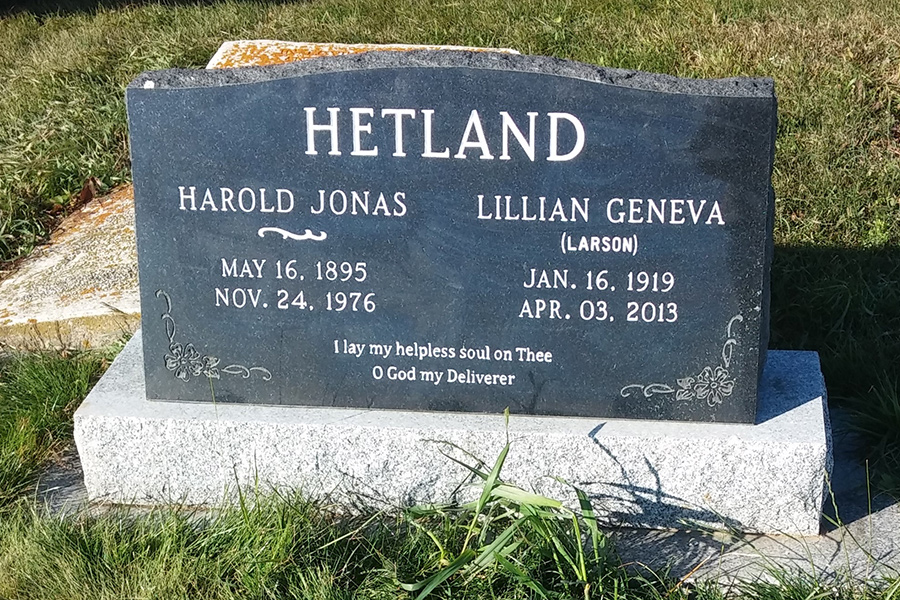 HETLAND
HAROLD JONAS
MAY 16, 1895
NOV. 24, 1976
LILLIAN GENEVA
(LARSON)
JAN. 16, 1919
APR. 03, 2013
I lay my helpless soul on Thee
O God my Deliverer